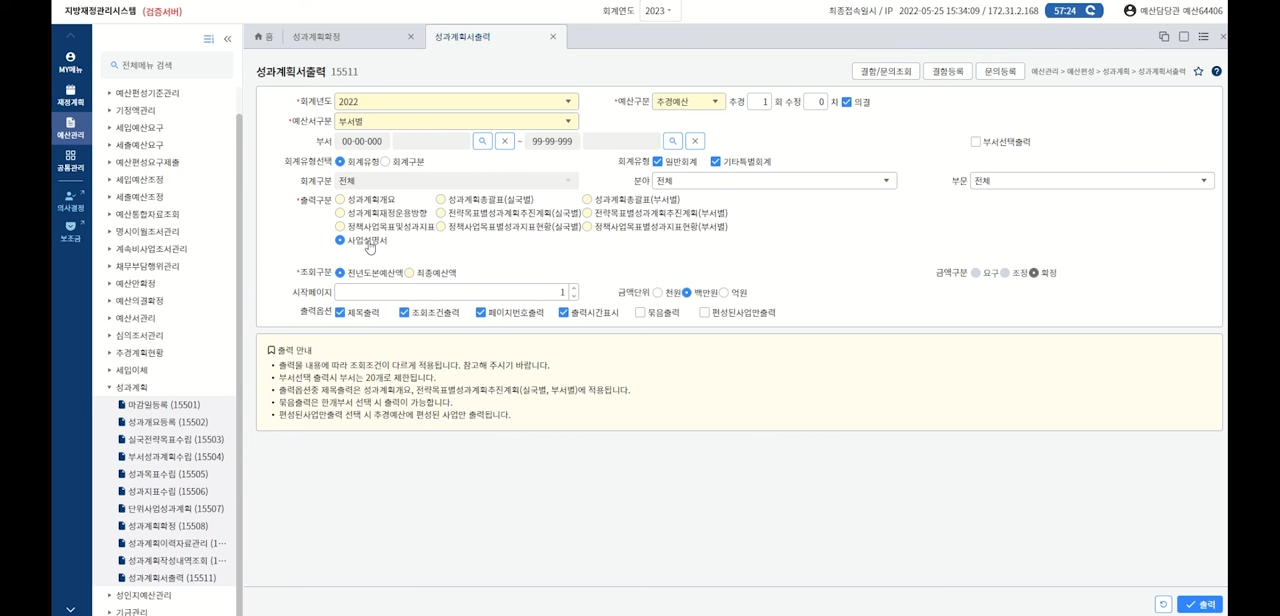 지방재정관리시스템 (검증서버)
회계연도 2023
최종접속일시 / IP 2022-05-25 15:34:09 / 172.31.2.168 57:24 예산담당관 예산64406
MY메뉴
재정계획
예산관리
공통관리
의사결정
보조금
전체메뉴 검색
예산편성기준관리
기정액관리
세입예산요구
세출예산요구
예산편성요구제출
세입예산조정
세출예산조정
예산통합자료조회
명시이월조서관리
계속비사업조서관리
채무부담행위관리
예산안확정
예산의결확정
예산서관리
심의조서관리
추경계획현황
세입이체
성과계획
마감일등록 (15501)
성과개요등록 (15502)
실국전략목표수립 (15503)
부서성과계획수립 (15504)
성과목표수립 (15505)
성과지표수립 (15506)
단위사업성과계획 (15507)
성과계획확정 (15508)
성과계획이력자료관리 (1···
성과계획작성내역조회 (1···
성과계획서출력 (15511)
성인지예산관리
기금관리
홈 성과계획확정 성과계획서출력
성과계획서출력 15511
결함/문의조회 결함등록 문의등록 예산관리 > 예산편성 > 성과계획 > 성과계획서출력
*회계년도 2022 *예산구분 추경예산 추경 1 회 수정 0 차 의결
*예산서구분 부서별
부서 00-00-000 ~ 99-99-999 부서선택출력
회계유형선택 회계유형 회계구분 회계유형 일반회계 기타특별회계
회계구분 전체 분야 전체 부문 전체
*출력구분 성과계획개요 성과계획총괄표(실국별) 성과계획총괄표(부서별)
성과계획재정운용방향 전략목표별성과계획추진계획(실국별) 전략목표별성과계획추진계획(부서별)
정책사업목표및성과지표 정책사업목표별성과지표현황(실국별) 정책사업목표별성과지표현황(부서별)
사업설명서
*조회구분 전년도본예산액 최종예산액 금액구분 요구 조정 확정
시작페이지 1 금액단위 천원 백만원 억원
출력옵션 제목출력 조회조건출력 페이지번호출력 출력시간표시 묶음출력 편성된사업만출력
출력 안내
• 출력물 내용에 따라 조회조건이 다르게 적용됩니다. 참고해 주시기 바랍니다.
• 부서선택 출력시 부서는 20개로 제한됩니다.
• 출력옵션중 제목출력은 성과계획개요, 전략목표별성과계획추진계획(실국별, 부서별)에 적용됩니다.
• 묶음출력은 한개부서 선택 시 출력이 가능합니다.
• 편성된사업만출력 선택 시 추경예산에 편성된 사업만 출력됩니다.
출력